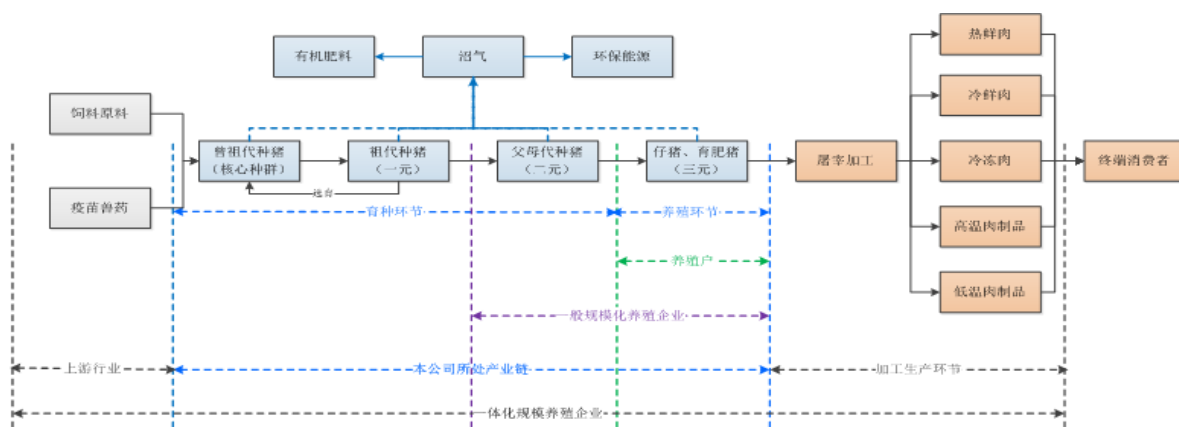 有机肥料
沼气
环保能源
热鲜肉
饲料原料
冷鲜肉
曾祖代种猪
(核心种群)
祖代种猪
(一元)
父母代种猪
(二元)
仔猪、育肥猪
(三元)
屠宰加工
冷冻肉
终端消费者
选育
疫苗兽药
育种环节
养殖环节
高温肉制品
养殖户
低温肉制品
一般规模化养殖企业
上游行业
本公司所处产业链
加工生产环节
一体化规模养殖企业